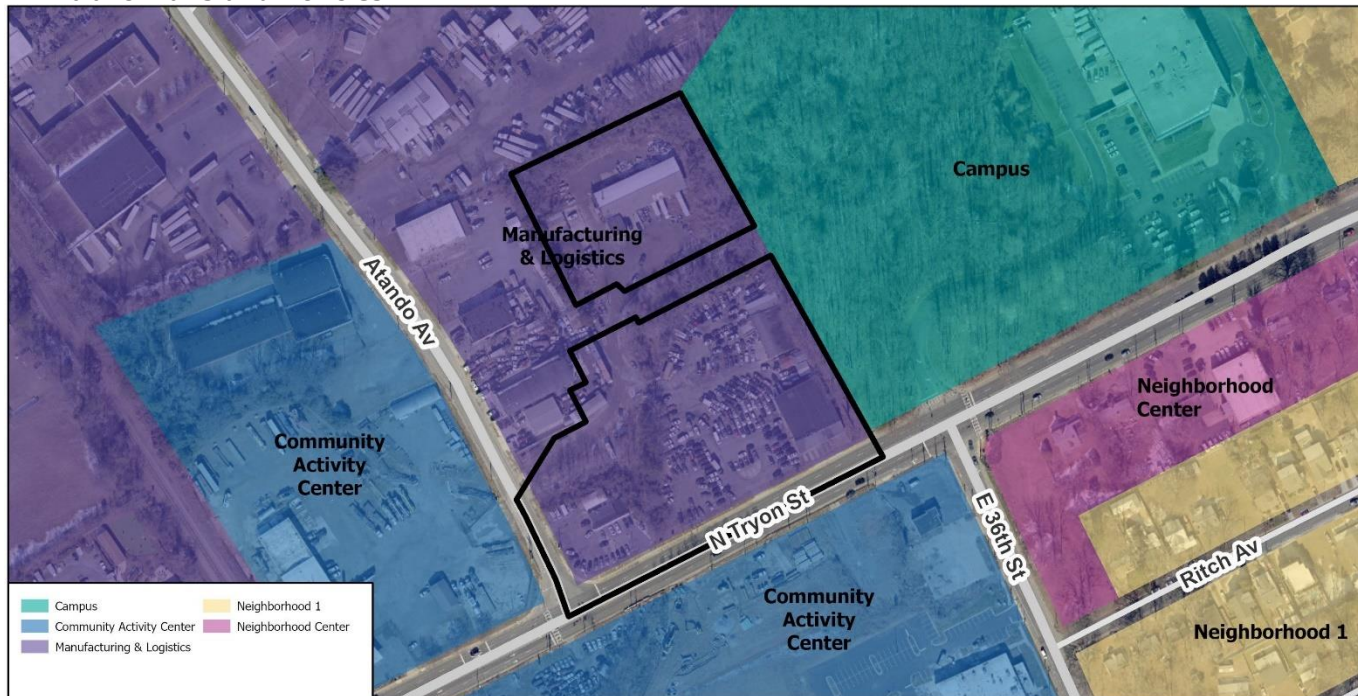 Campus
Manufacturing
& Logistics
Atando Av
Neighborhood
Center
Community
Activity
Center
N Tryon St
E 36th St
Ritch Av
Community
Activity
Center
Neighborhood 1
Campus
Community Activity Center
Manufacturing & Logistics
Neighborhood 1
Neighborhood Center